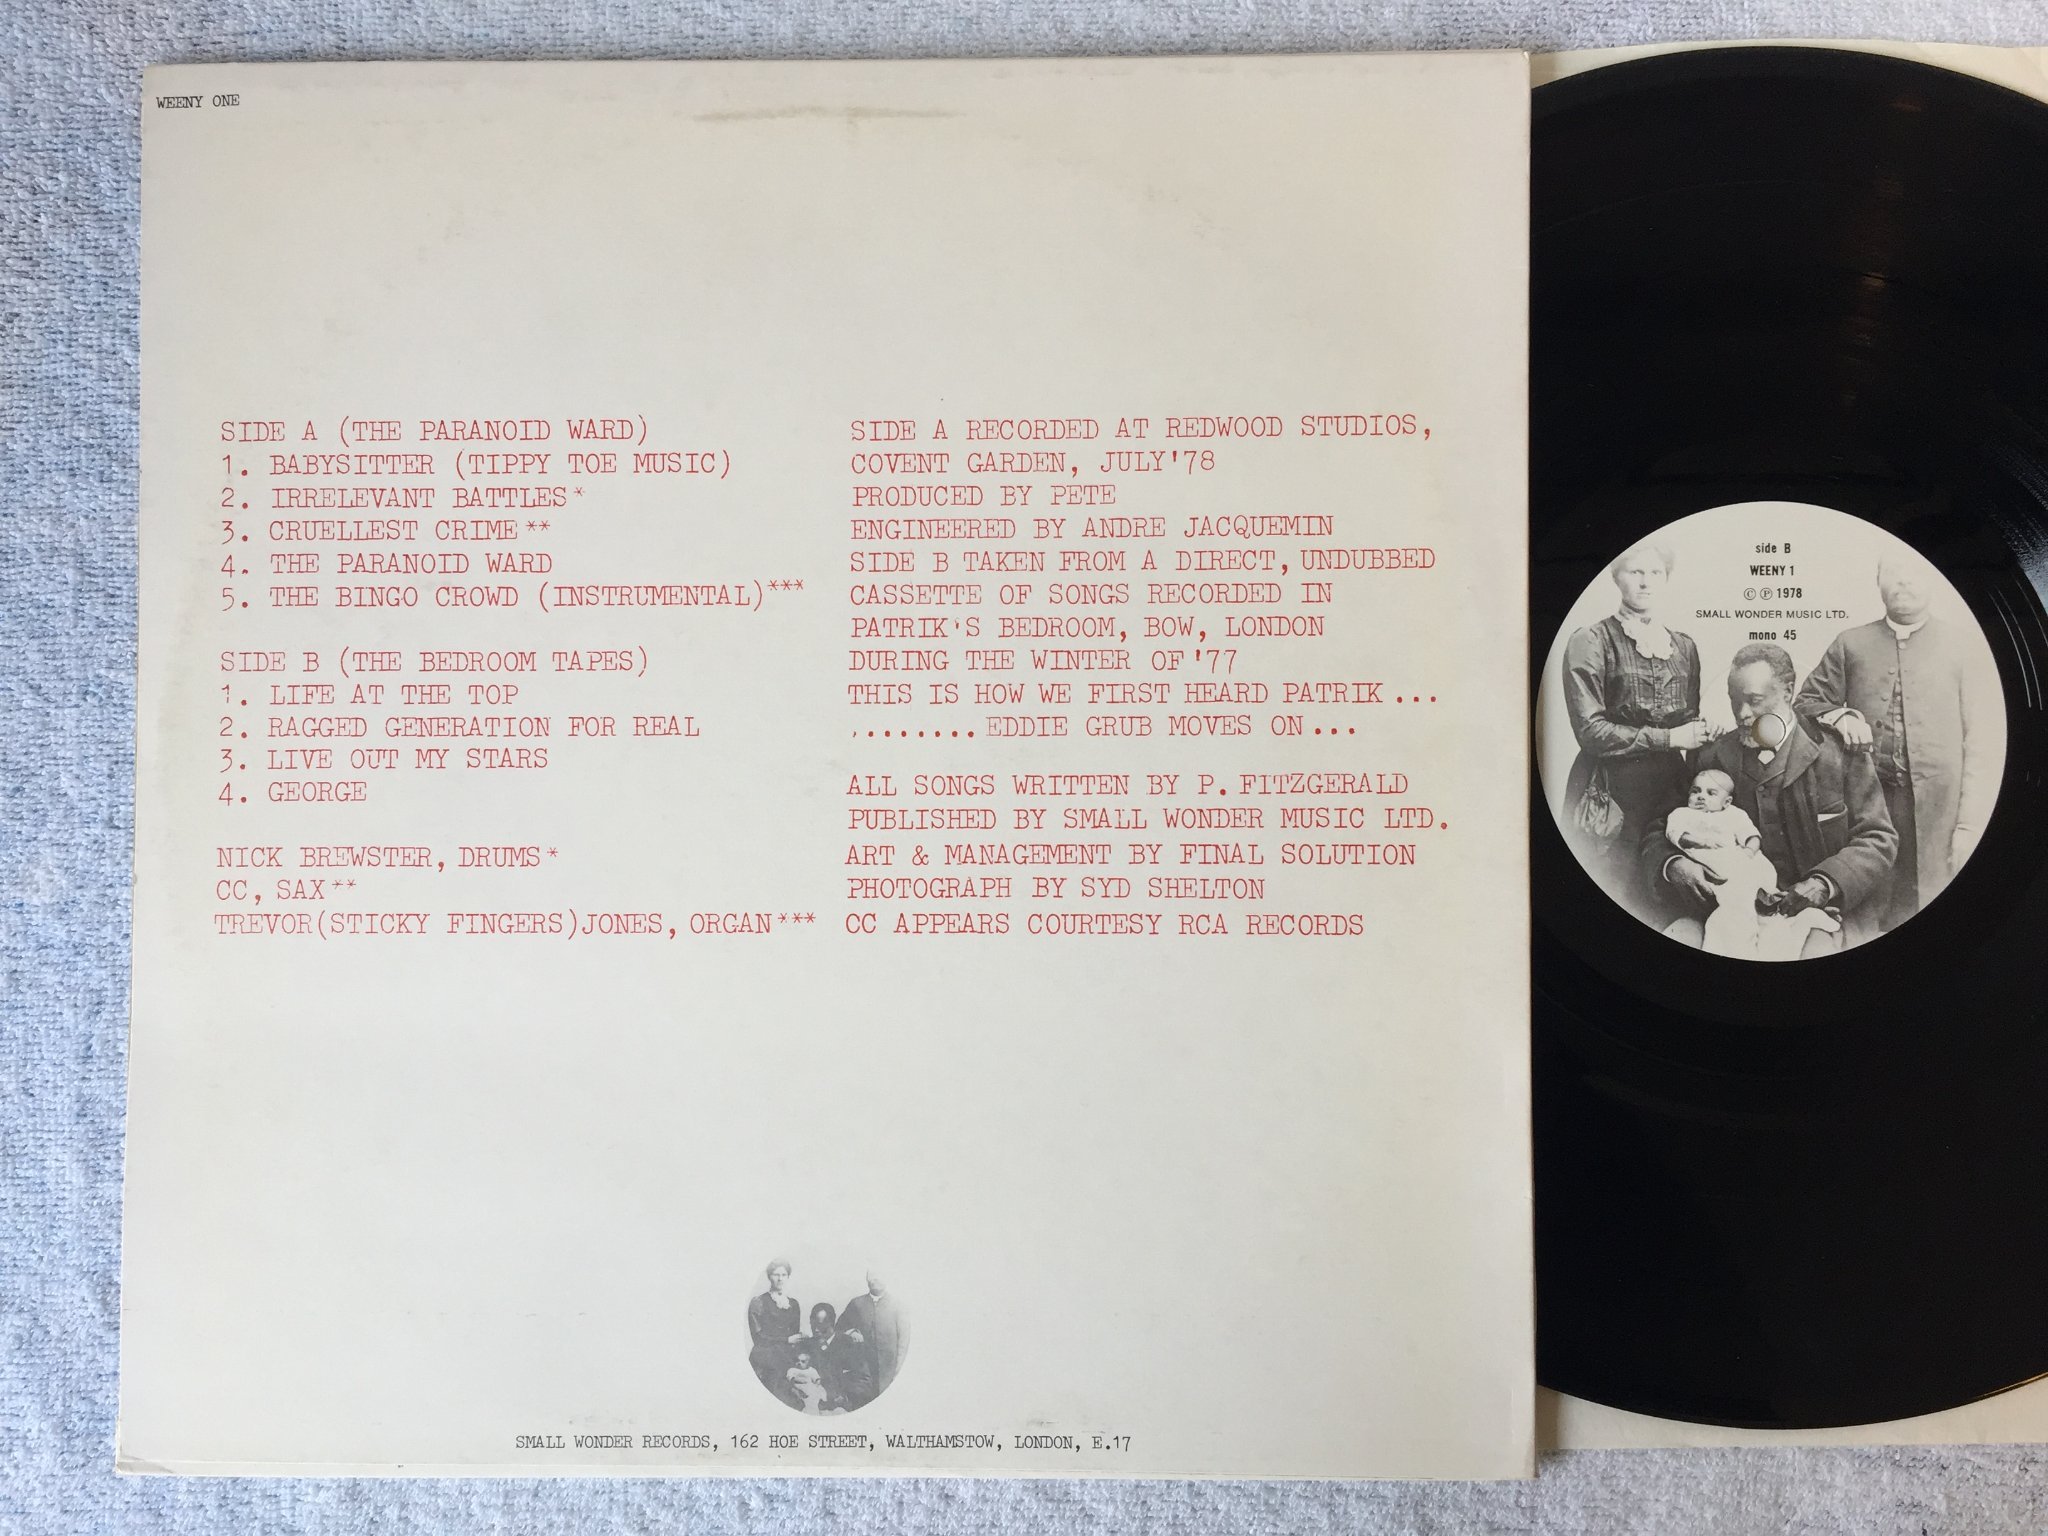 WEENY ONE
SIDE A (THE PARANOID WARD)
1. BABYSITTER (TIPPY TOE MUSIC)
2. IRRELEVANT BATTLES*
3. CRUELLEST CRIME**
4. THE PARANOID WARD
5. THE BINGO CROWD (INSTRUMENTAL)***
SIDE B (THE BEDROOM TAPES)
1. LIFE AT THE TOP
2. RAGGED GENERATION FOR REAL
3. LIVE OUT MY STARS
4. GEORGE
NICK BREWSTER, DRUMS*
CC, SAX**
TREVOR(STICKY FINGERS)JONES, ORGAN***
SIDE A RECORDED AT REDWOOD STUDIOS,
COVENT GARDEN, JULY'78
PRODUCED BY PETE
ENGINEERED BY ANDRE JACQUEMIN
SIDE B TAKEN FROM A DIRECT, UNDUBBED
CASSETTE OF SONGS RECORDED IN
PATRIK'S BEDROOM, BOW, LONDON
DURING THE WINTER OF '77
THIS IS HOW WE FIRST HEARD PATRIK ...
........EDDIE GRUB MOVES ON...
ALL SONGS WRITTEN BY P. FITZGERALD
PUBLISHED BY SMALL WONDER MUSIC LTD.
ART & MANAGEMENT BY FINAL SOLUTION
PHOTOGRAPH BY SYD SHELTON
CC APPEARS COURTESY RCA RECORDS
SMALL WONDER RECORDS, 162 HOE STREET, WALTHAMSTOW, LONDON, E.17
side B
WEENY 1
© ℗ 1978
SMALL WONDER MUSIC LTD.
mono 45